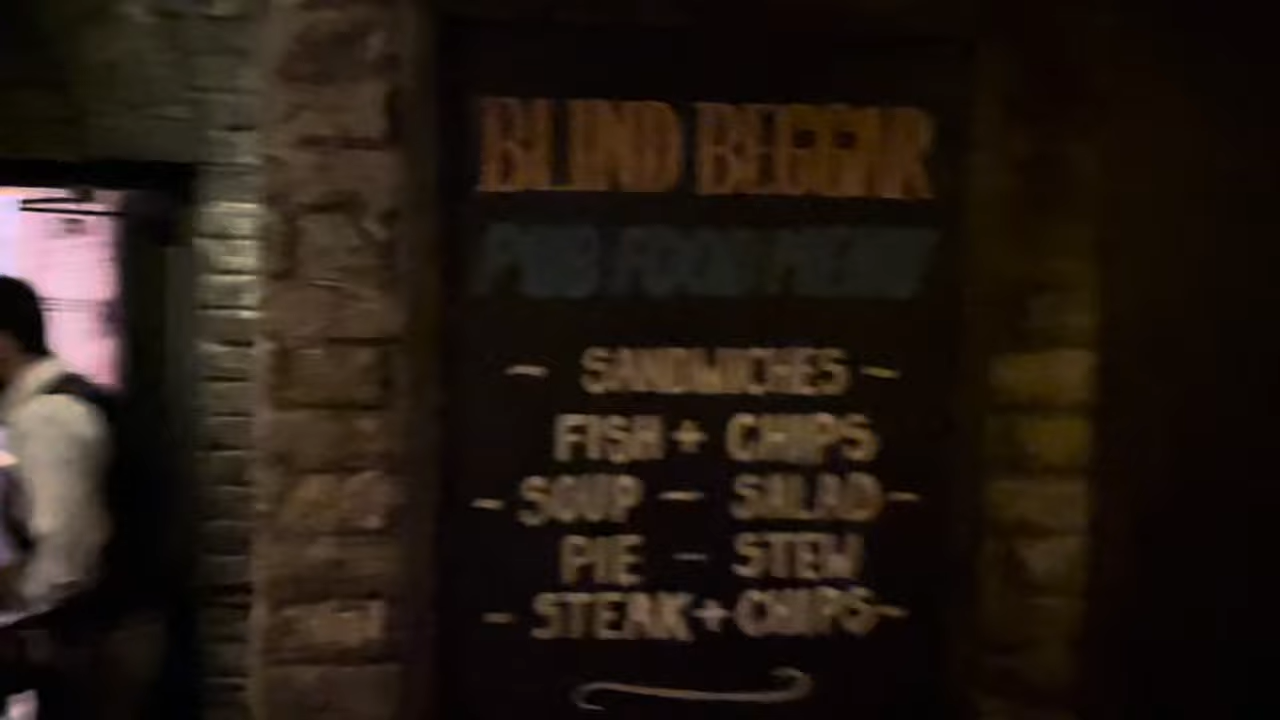 BLIND BEGGAR
PUB FOOD MENU
- SANDWICHES -
FISH + CHIPS
- SOUP - SALAD -
PIE - STEW
- STEAK + CHIPS -